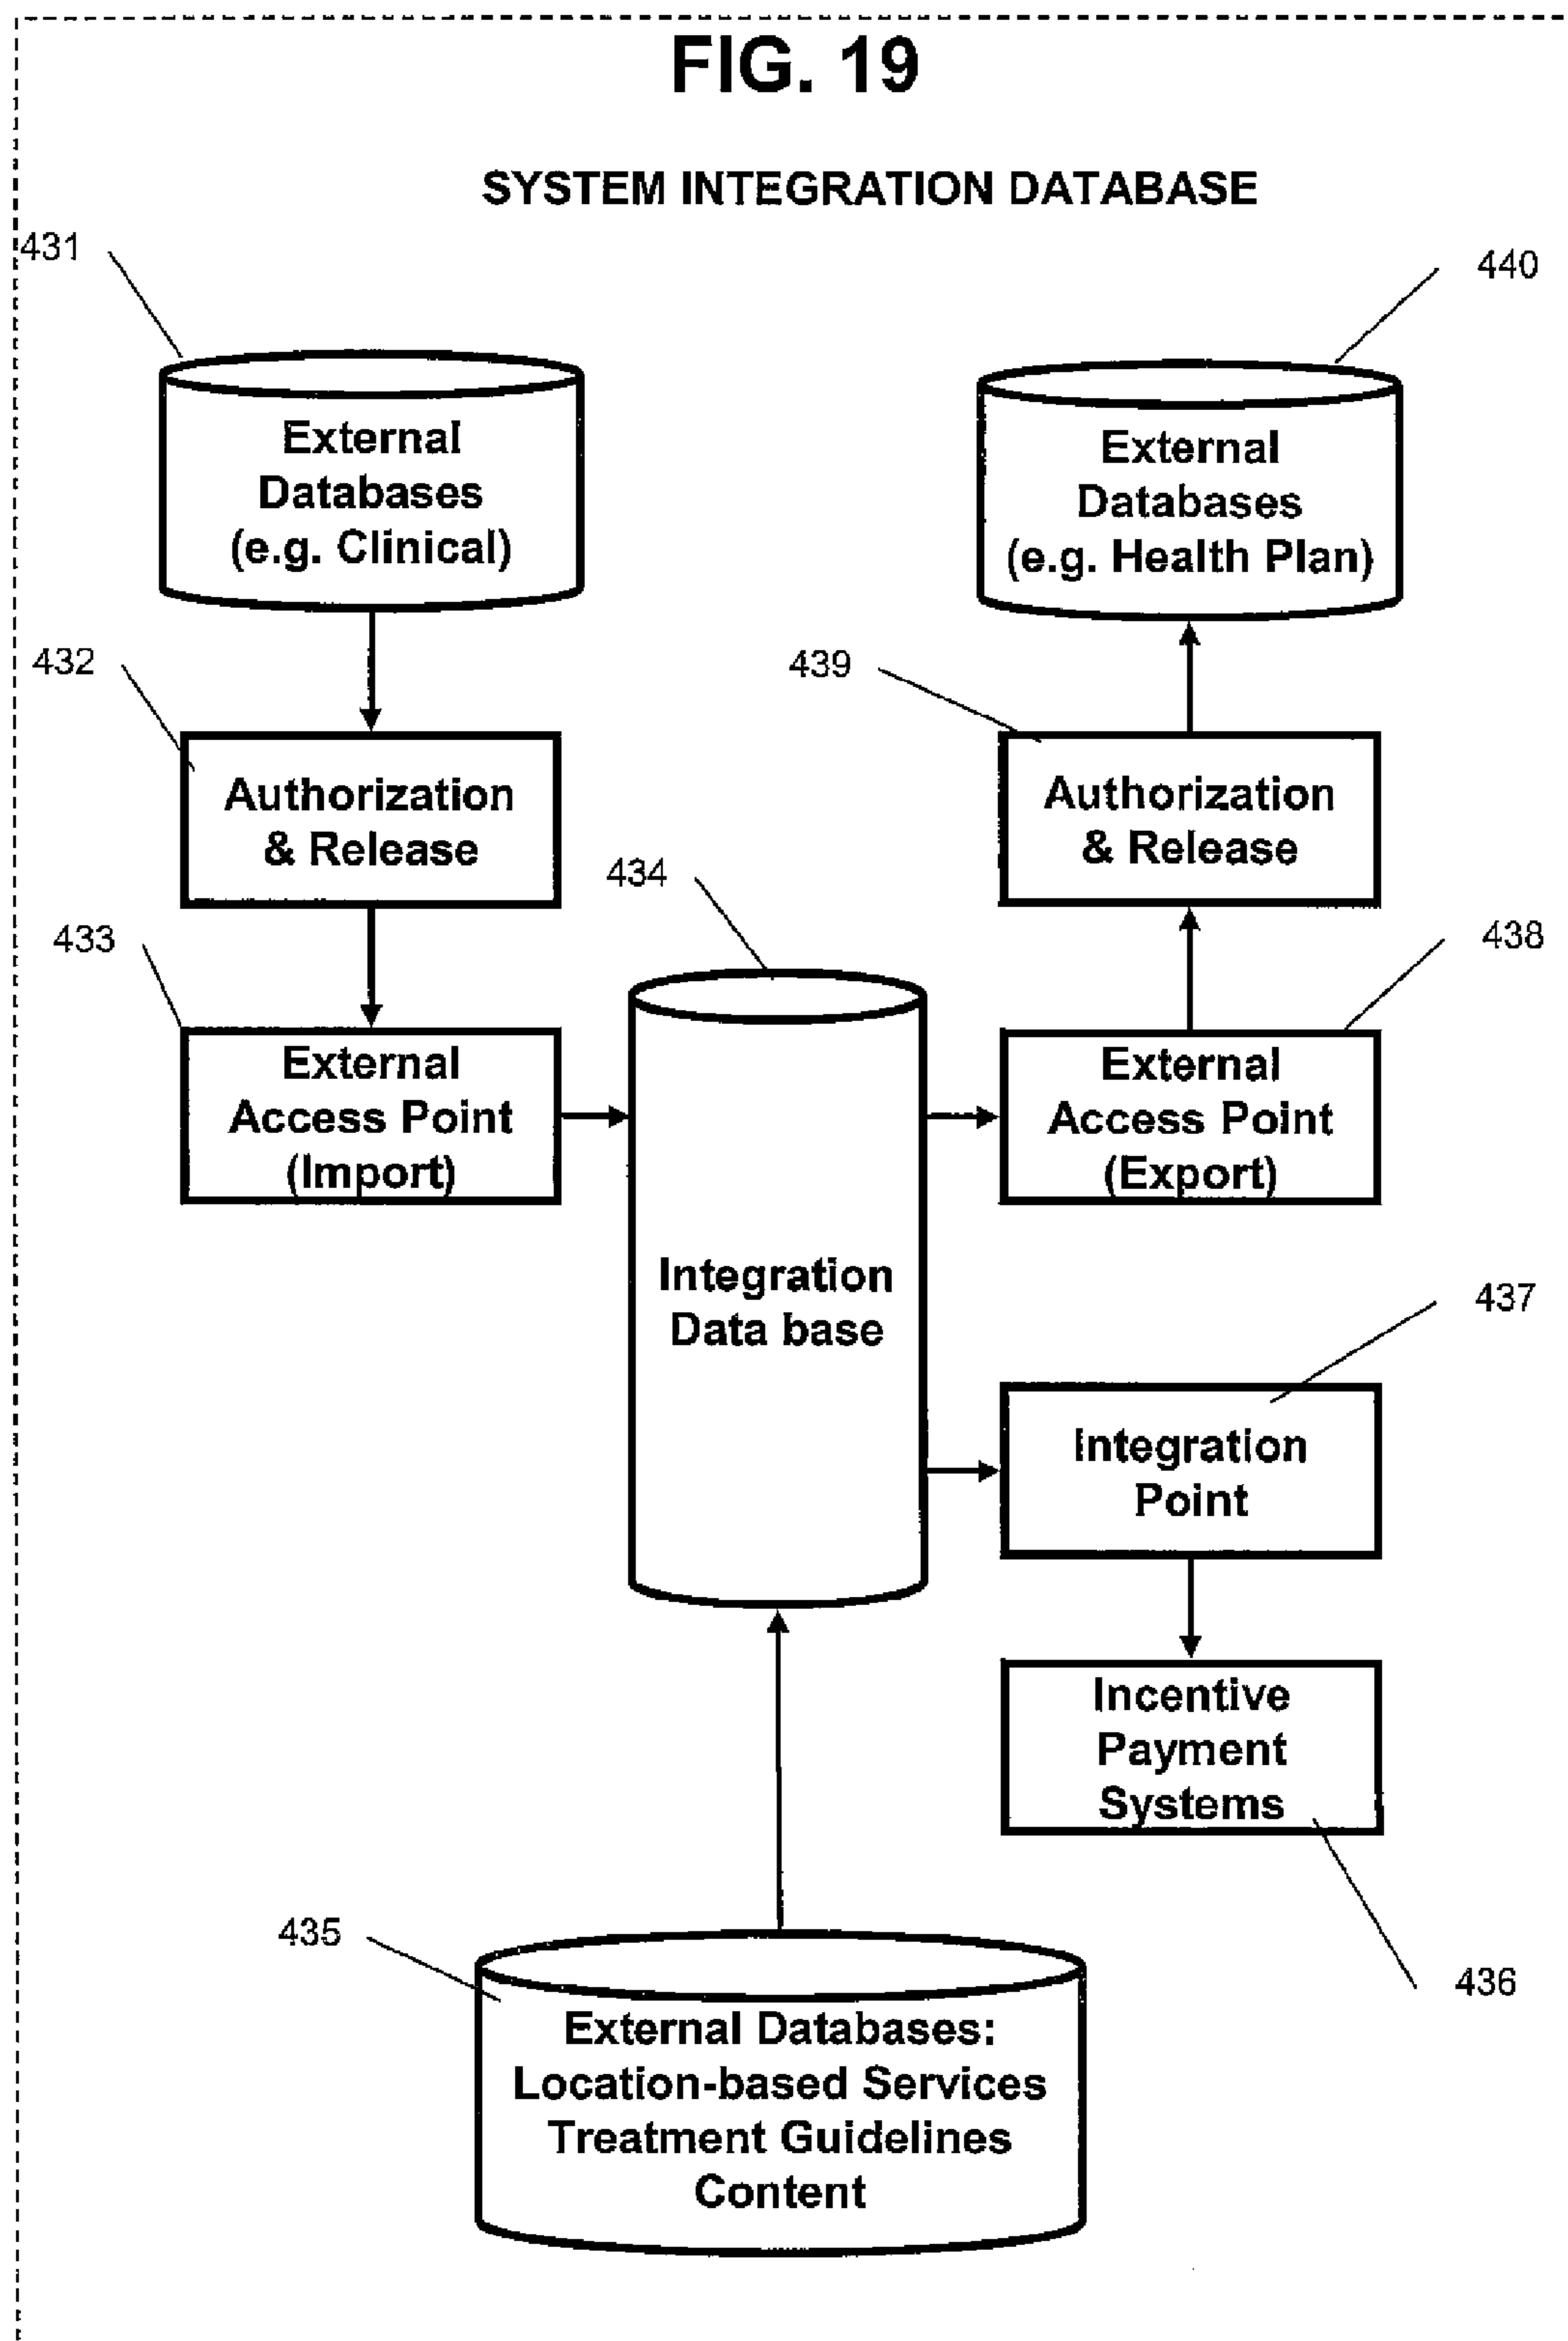 FIG. 19
SYSTEM INTEGRATION DATABASE
431
440
External
Databases
(e.g. Clinical)
External
Databases
(e.g. Health Plan)
432
439
Authorization
& Release
Authorization
& Release
434
433
438
External
Access Point
(Import)
External
Access Point
(Export)
Integration
Data base
437
Integration
Point
Incentive
Payment
Systems
435
436
External Databases:
Location-based Services
Treatment Guidelines
Content